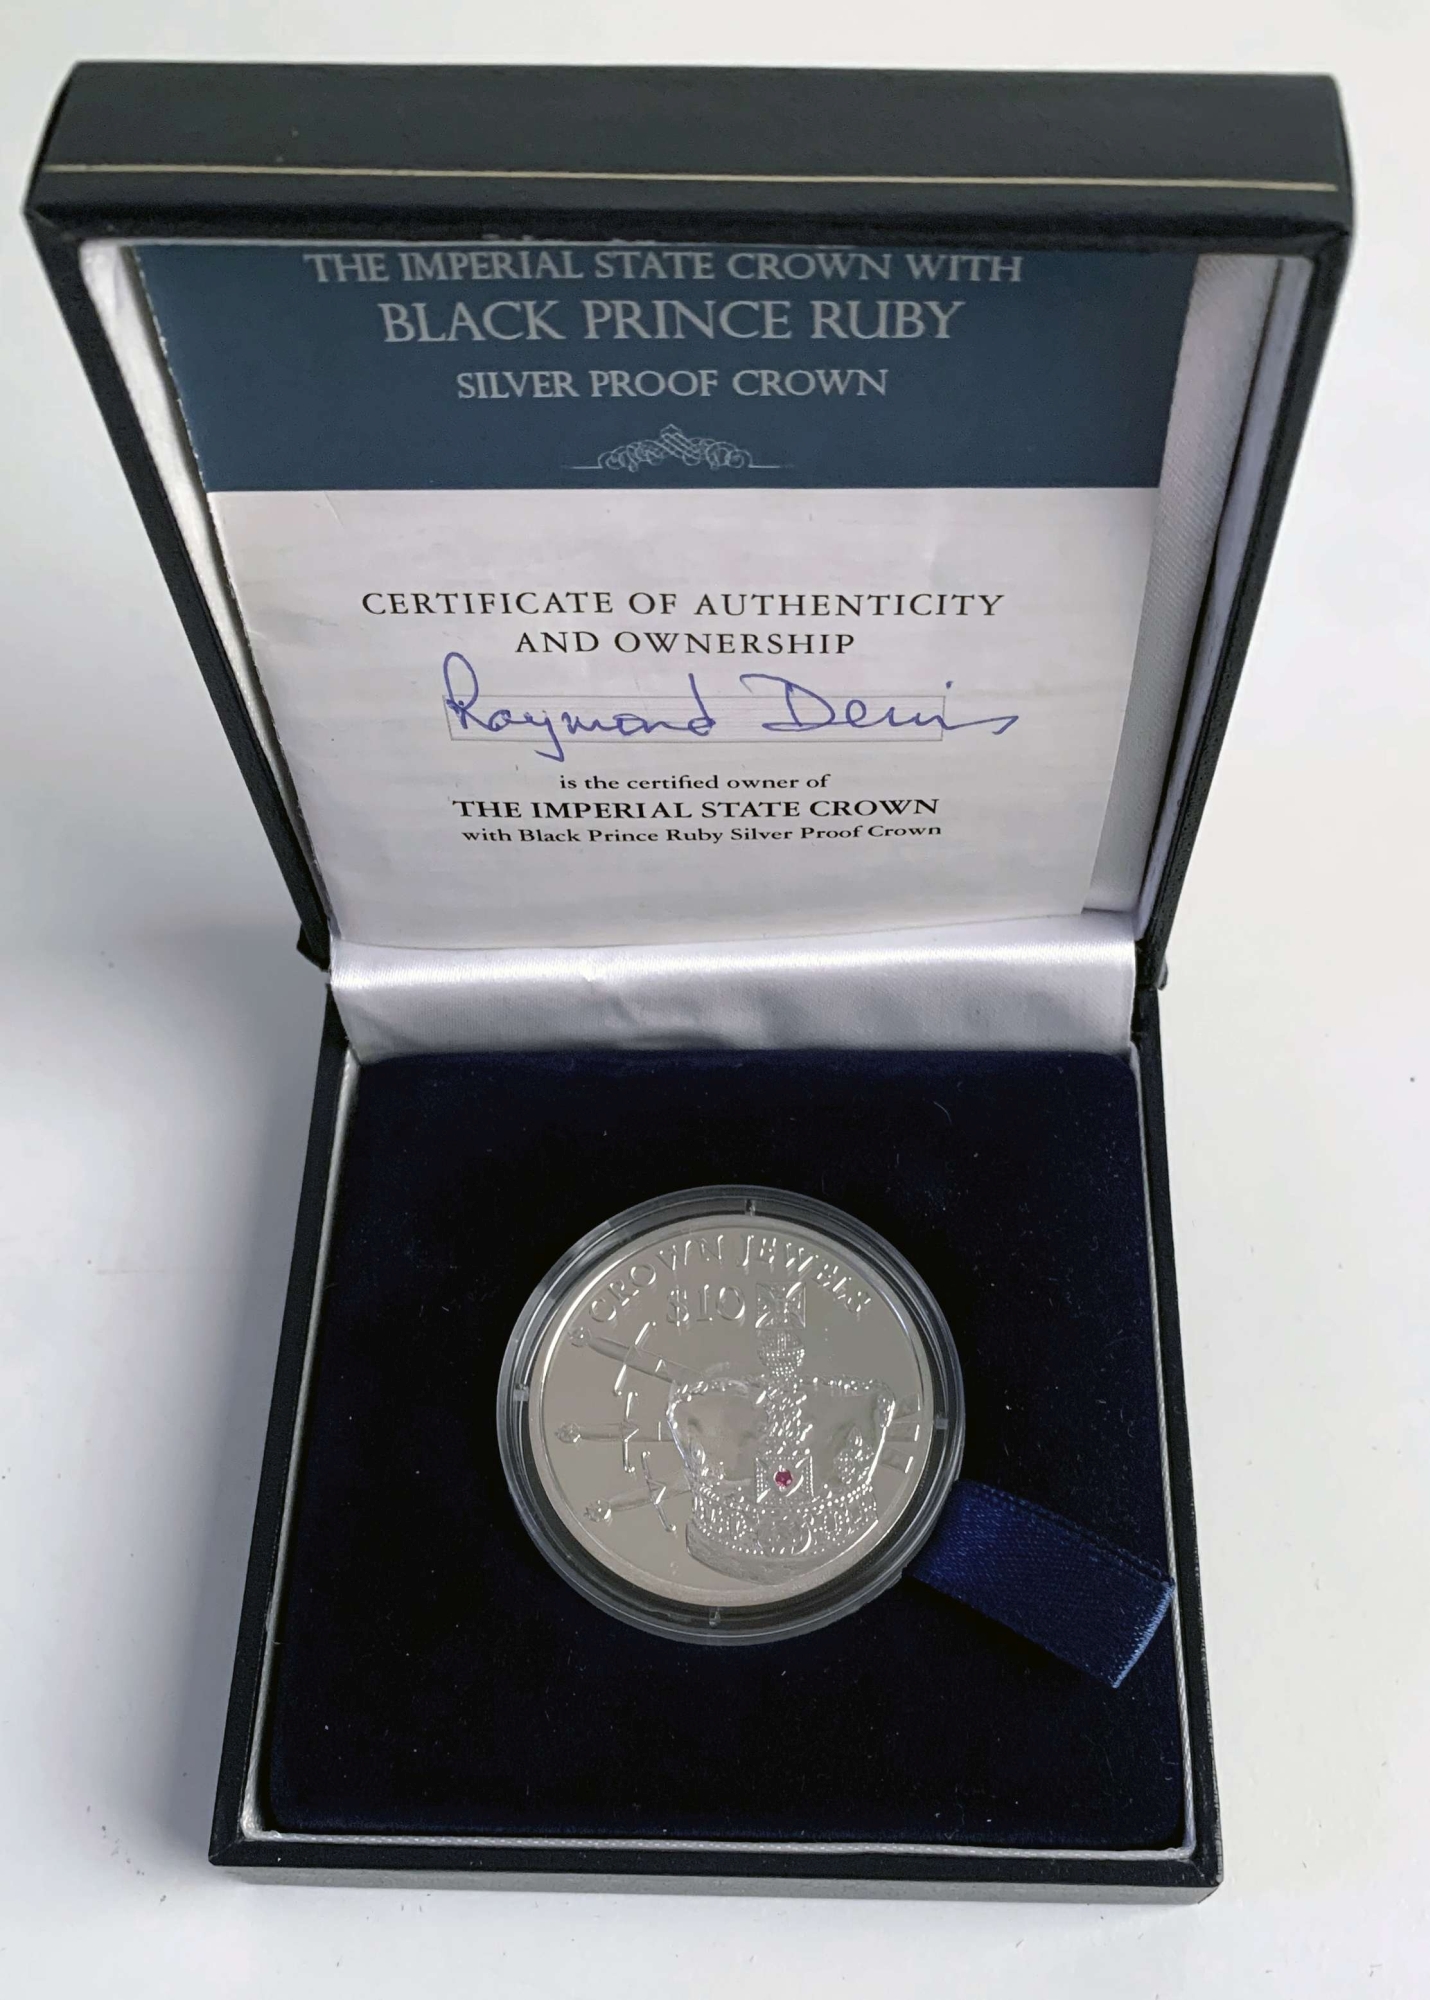 THE IMPERIAL STATE CROWN WITH
BLACK PRINCE RUBY
SILVER PROOF CROWN
CERTIFICATE OF AUTHENTICITY
AND OWNERSHIP
Raymond Denis
is the certified owner of
THE IMPERIAL STATE CROWN
with Black Prince Ruby Silver Proof Crown
CROWN JEWELS
$10